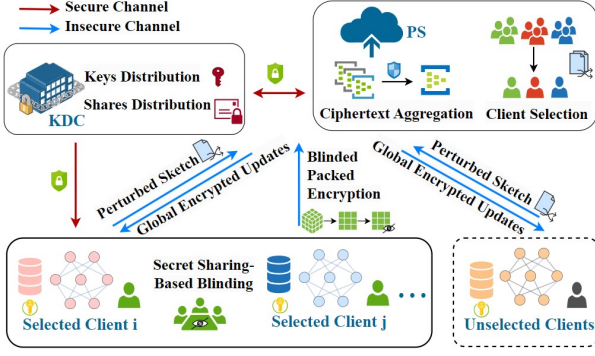 Secure Channel
Insecure Channel
PS
Keys Distribution
Shares Distribution
KDC
Ciphertext Aggregation
Client Selection
Perturbed Sketch
Global Encrypted Updates
Blinded
Packed
Encryption
Perturbed Sketch
Global Encrypted Updates
Secret Sharing-
Based Blinding
Selected Client i
Selected Client j
Unselected Clients